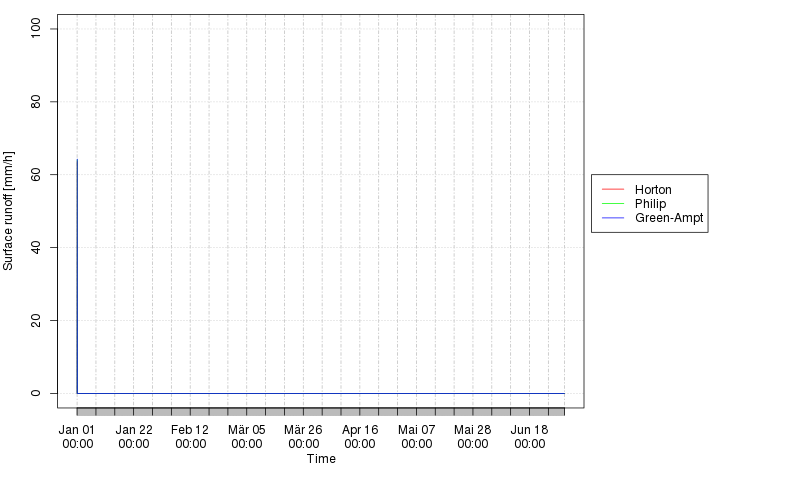 100
80
60
40
20
0
Surface runoff [mm/h]
Jan 01 Jan 22 Feb 12 Mär 05 Mär 26 Apr 16 Mai 07 Mai 28 Jun 18
00:00 00:00 00:00 00:00 00:00 00:00 00:00 00:00 00:00
Time
Horton
Philip
Green-Ampt